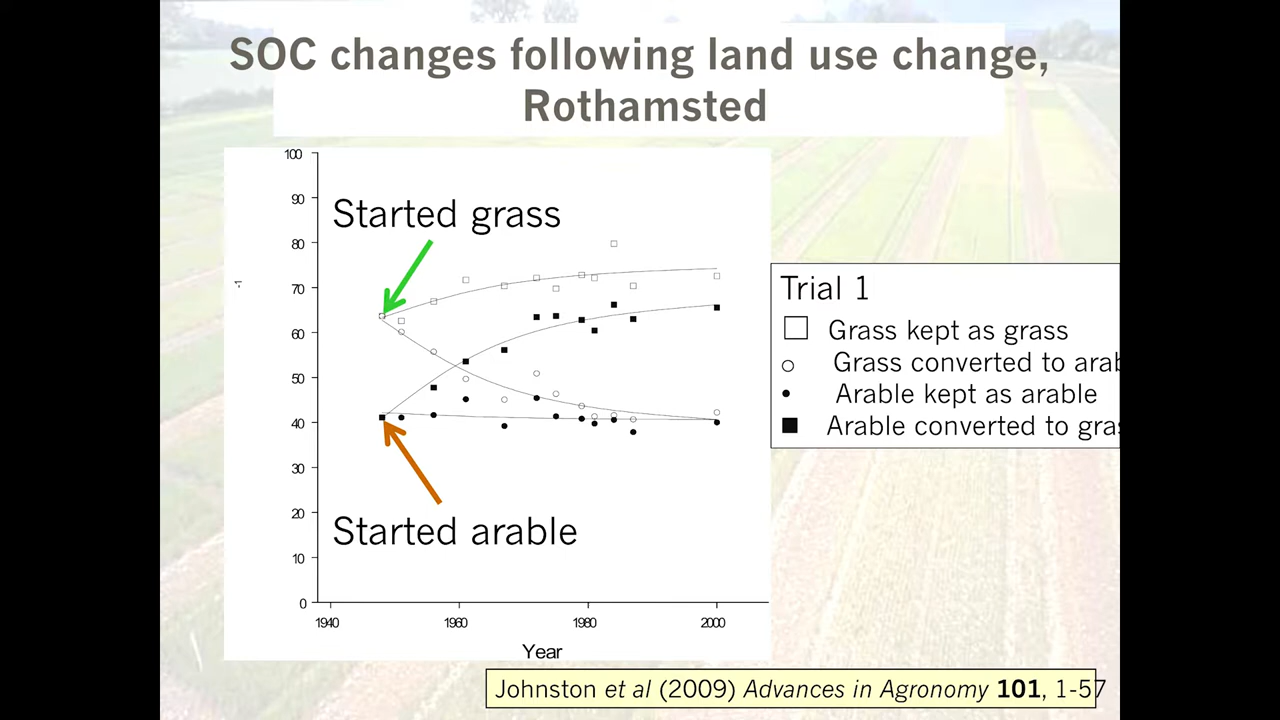 SOC changes following land use change,
Rothamsted
100
90
Started grass
80
70
-1
60
50
40
30
20
Started arable
10
0
1940 1960 1980 2000
Year
Trial 1
Grass kept as grass
Grass converted to arab
Arable kept as arable
Arable converted to gras
Johnston et al (2009) Advances in Agronomy 101, 1-57